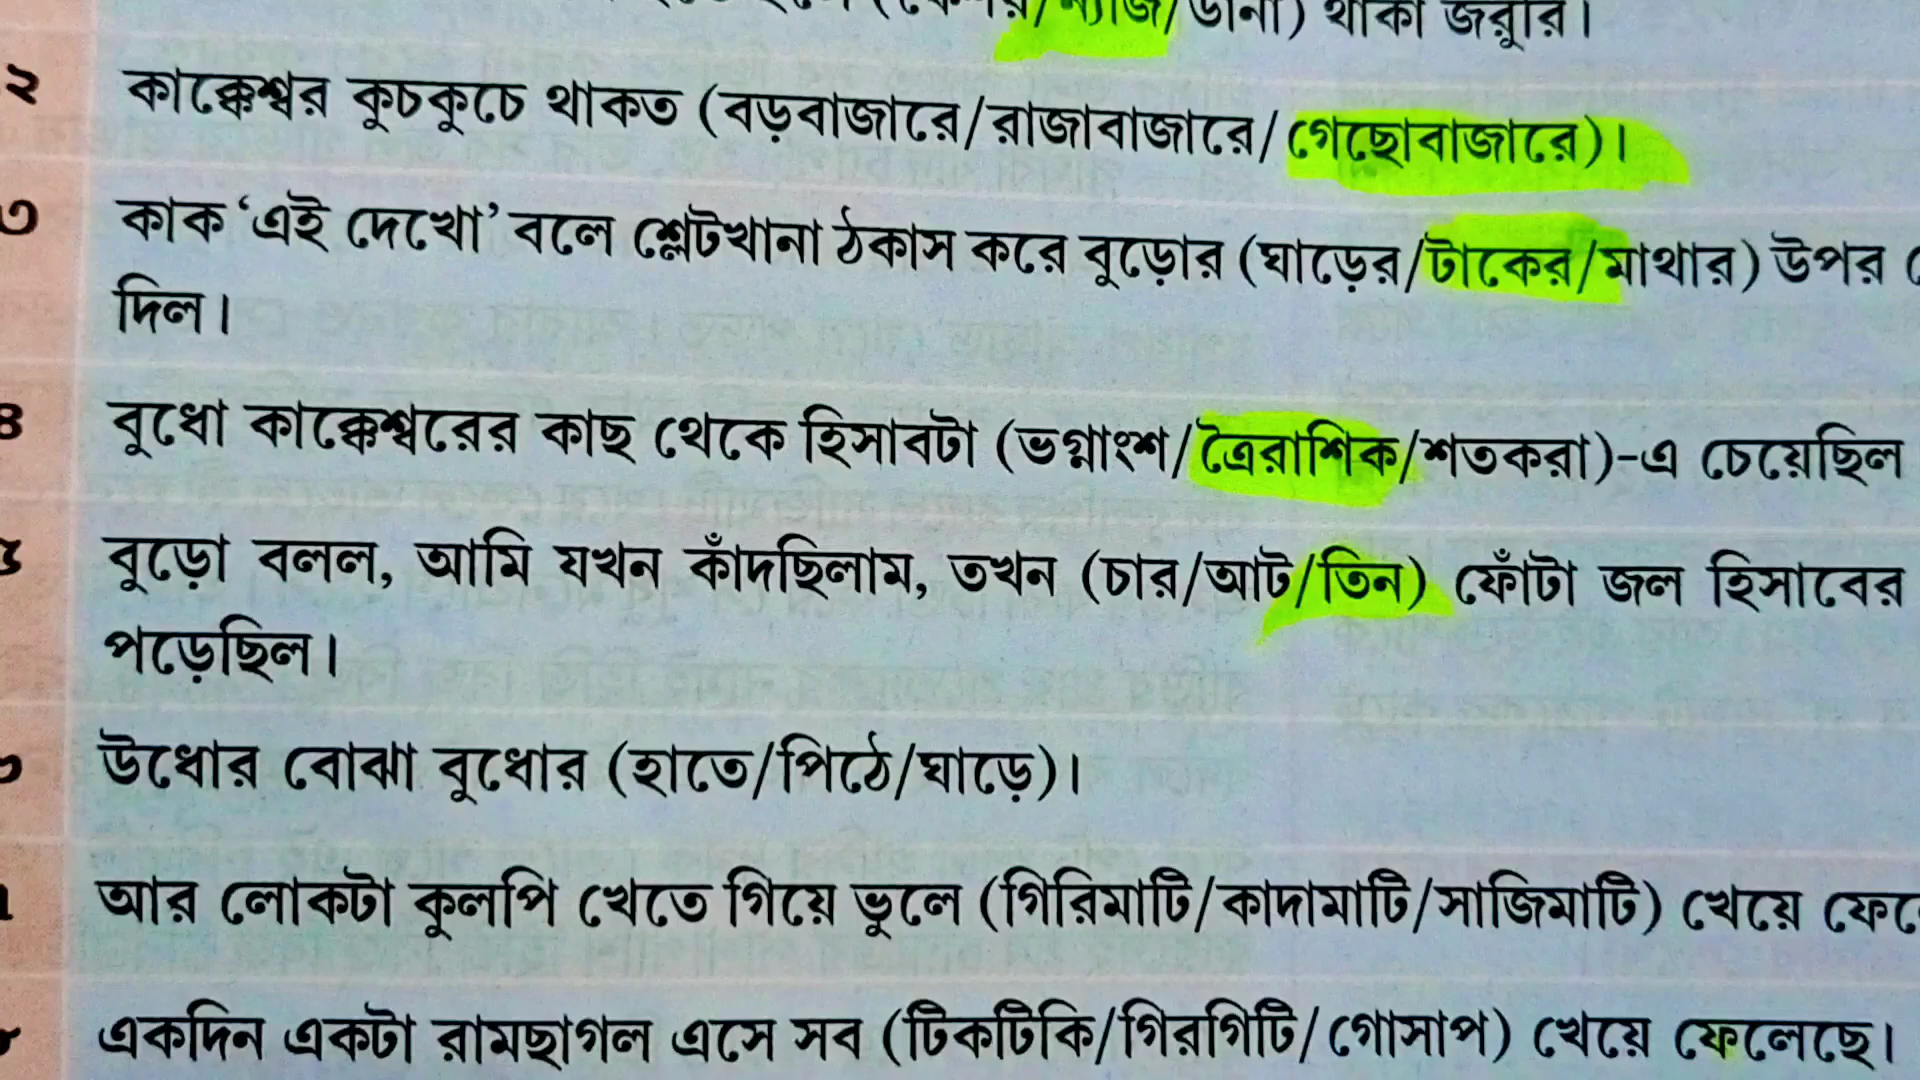 /ন্যাজ/ডানা) থাকা জরুরি।
২ কাক্কেশ্বর কুচকুচে থাকত (বড়বাজারে/রাজাবাজারে/গেছোবাজারে)।
৩ কাক ‘এই দেখো’ বলে শ্লেটখানা ঠকাস করে বুড়োর (ঘাড়ের/টাকের/মাথার) উপর
দিল।
৪ বুধো কাক্কেশ্বরের কাছ থেকে হিসাবটা (ভগ্নাংশ/ত্রৈরাশিক/শতকরা)-এ চেয়েছিল
৫ বুড়ো বলল, আমি যখন কাঁদছিলাম, তখন (চার/আট/তিন) ফোঁটা জল হিসাবের
পড়েছিল।
উধোর বোঝা বুধোর (হাতে/পিঠে/ঘাড়ে)।
আর লোকটা কুলপি খেতে গিয়ে ভুলে (গিরিমাটি/কাদামাটি/সাজিমাটি) খেয়ে
একদিন একটা রামছাগল এসে সব (টিকটিকি/গিরগিটি/গোসাপ) খেয়ে ফেলেছে।